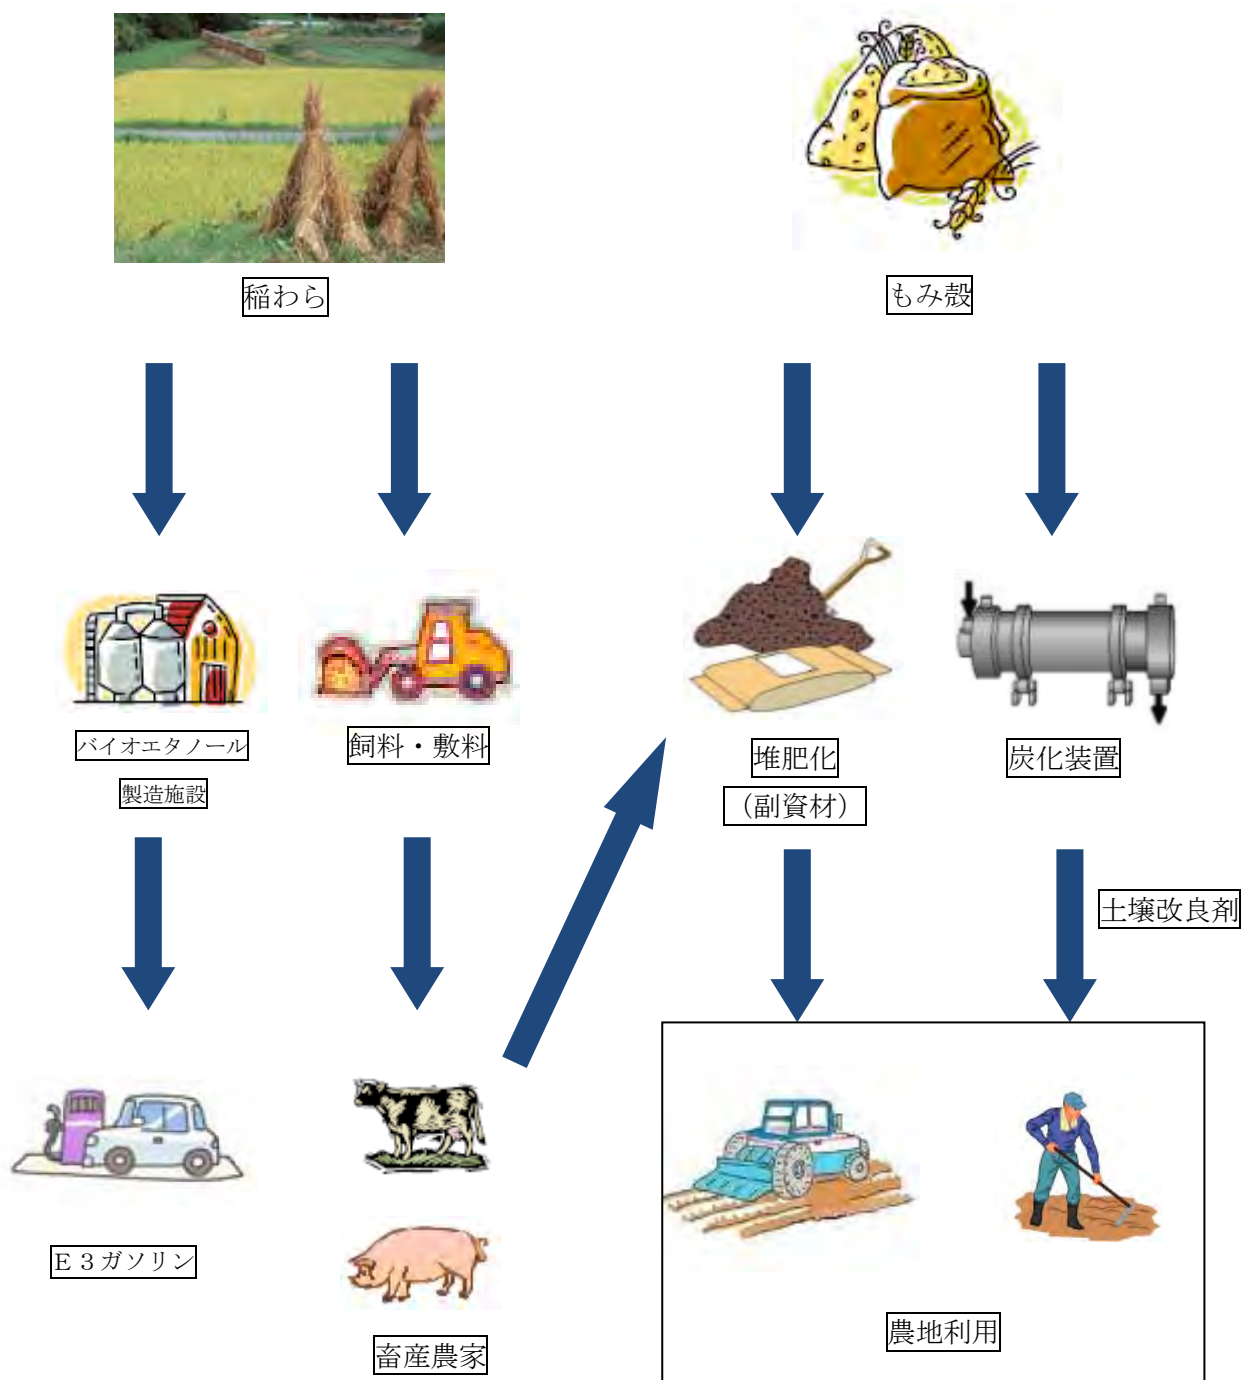 稲わら
もみ殻
バイオエタノール
製造施設
飼料・敷料
堆肥化
（副資材）
炭化装置
土壌改良剤
Ｅ３ガソリン
畜産農家
農地利用